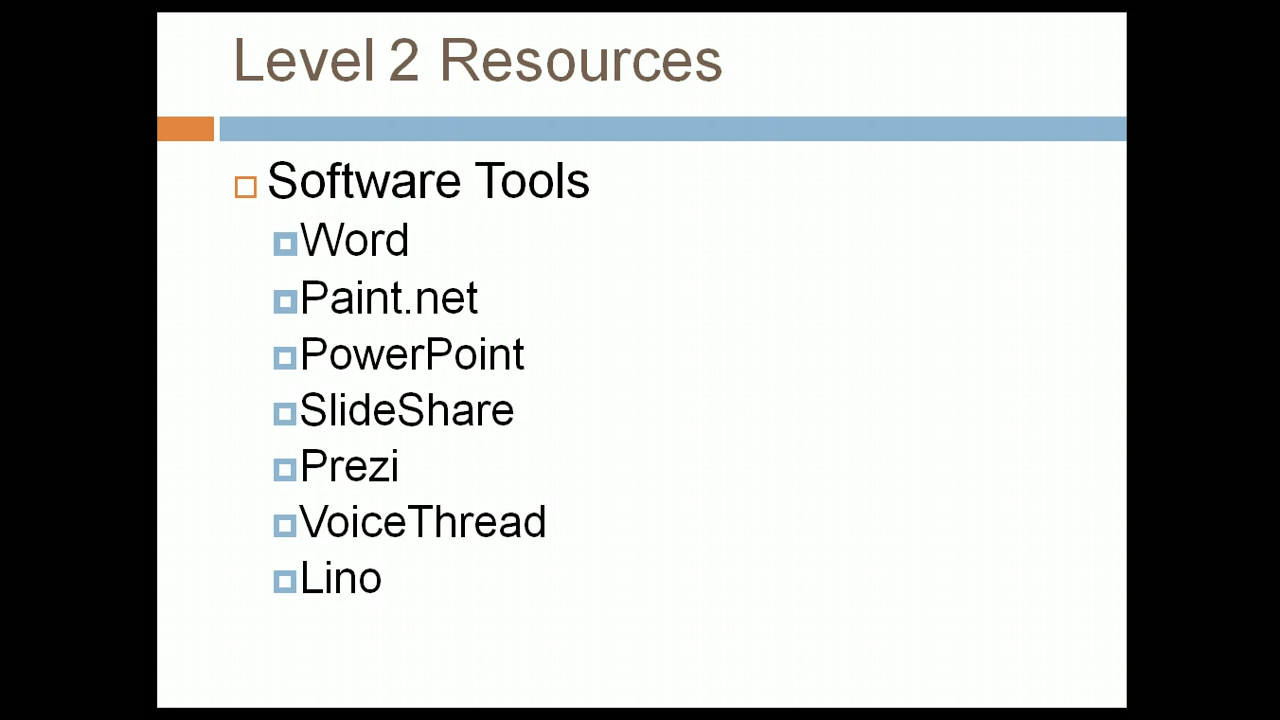 Level 2 Resources
Software Tools
Word
Paint.net
PowerPoint
SlideShare
Prezi
VoiceThread
Lino